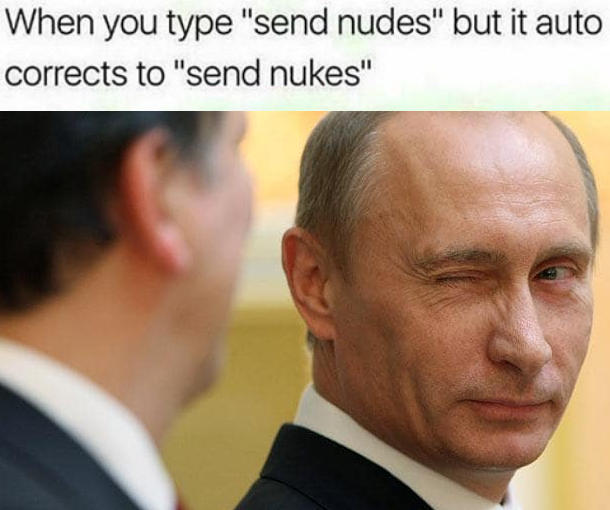 When you type "send nudes" but it auto
corrects to "send nukes"